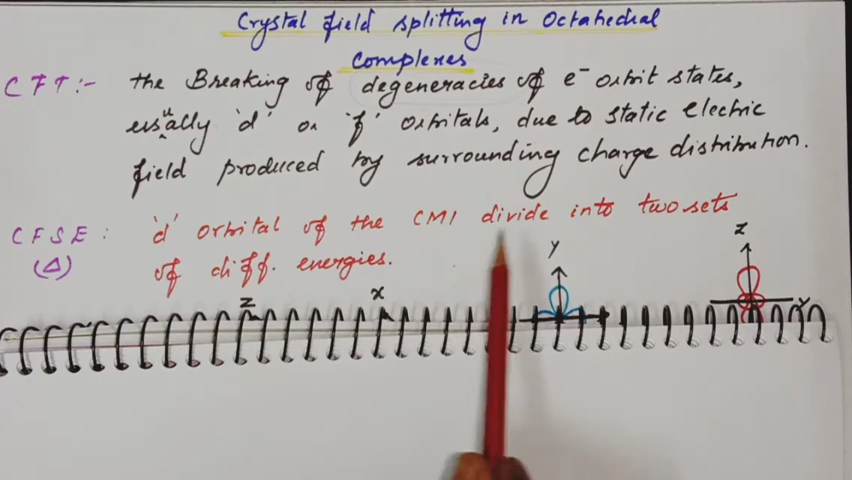 Crystal field splitting in Octahedral
Complexes
CFT:- the Breaking of degeneracies of e⁻ orbit states,
usually 'd' or 'f' orbitals, due to static electric
field produced by surrounding charge distribution.
CFSE: 'd' orbital of the CMI divide into two sets
(Δ) of diff. energies.
Z X Y Z Y